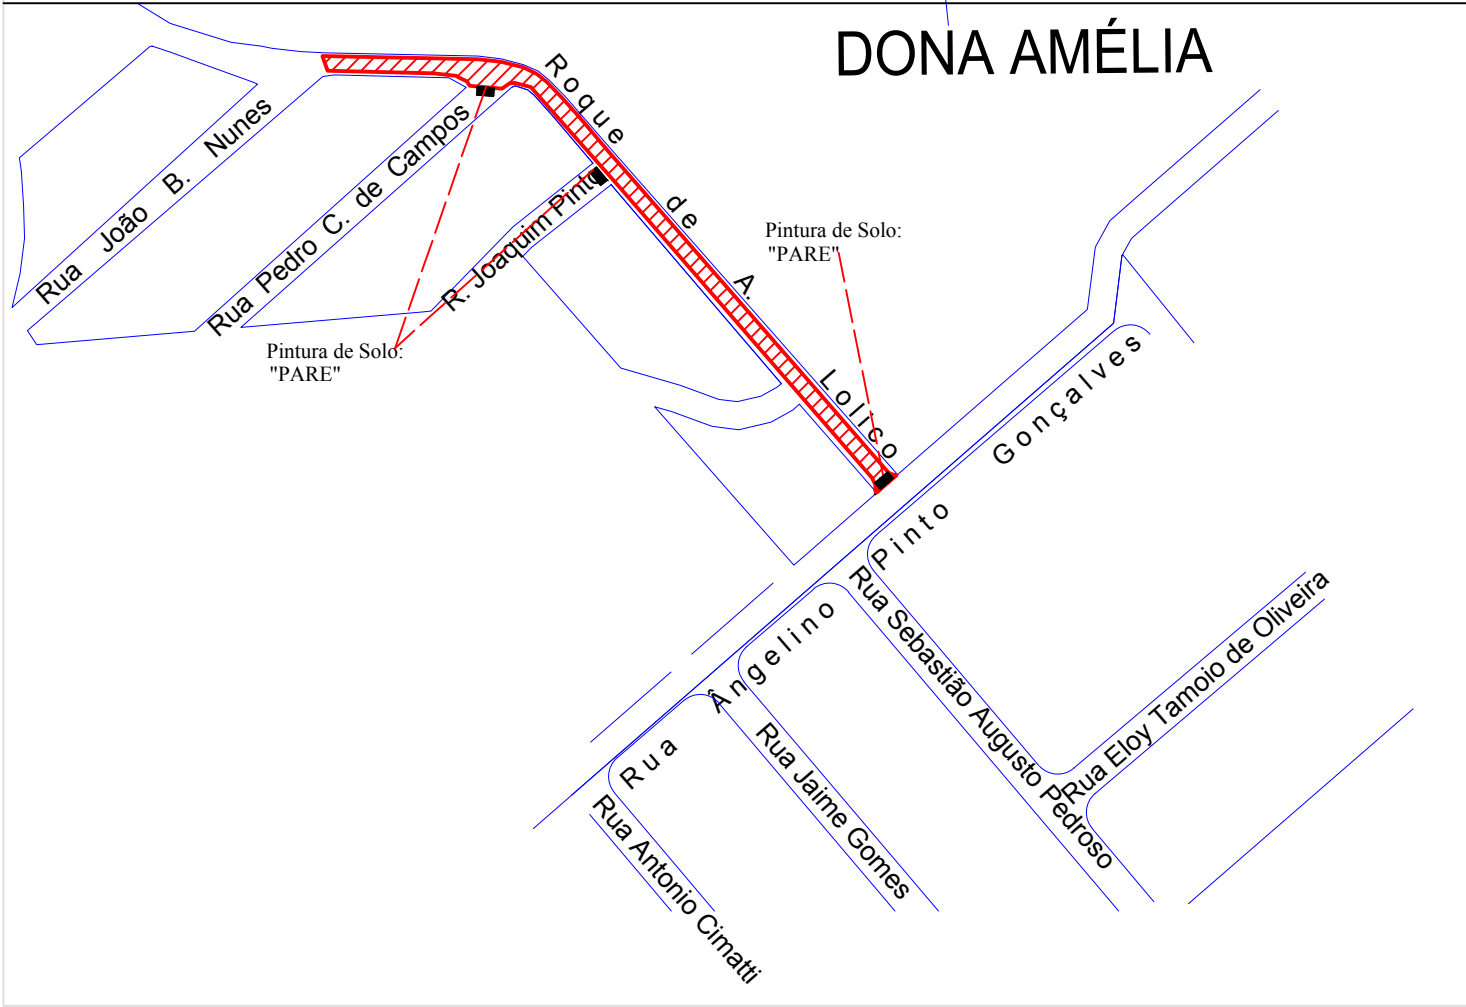 DONA AMÉLIA
Roque de A. Lolico
Rua João B. Nunes
Rua Pedro C. de Campos
R. Joaquim Pinto
Pintura de Solo:
"PARE"
Pintura de Solo:
"PARE"
Rua Ângelino Pinto Gonçalves
Rua Sebastião Augusto Pedroso
Rua Eloy Tamoio de Oliveira
Rua Jaime Gomes
Rua Antonio Cimatti